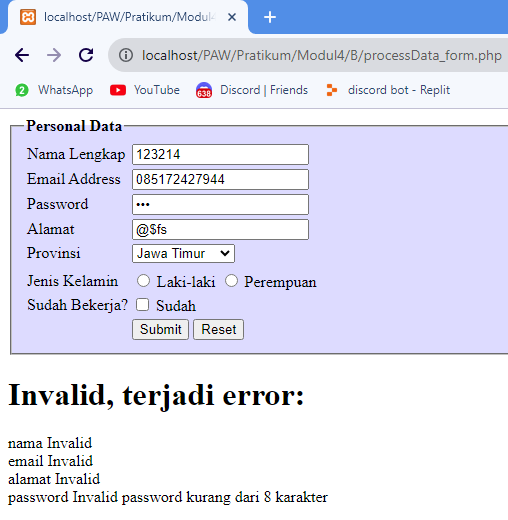 localhost/PAW/Pratikum/Modul4
localhost/PAW/Pratikum/Modul4/B/processData_form.php
2 WhatsApp YouTube 638 Discord | Friends discord bot - Replit
Personal Data
Nama Lengkap 123214
Email Address 085172427944
Password •••
Alamat @$fs
Provinsi Jawa Timur
Jenis Kelamin Laki-laki Perempuan
Sudah Bekerja? Sudah
Submit Reset
Invalid, terjadi error:
nama Invalid
email Invalid
alamat Invalid
password Invalid password kurang dari 8 karakter